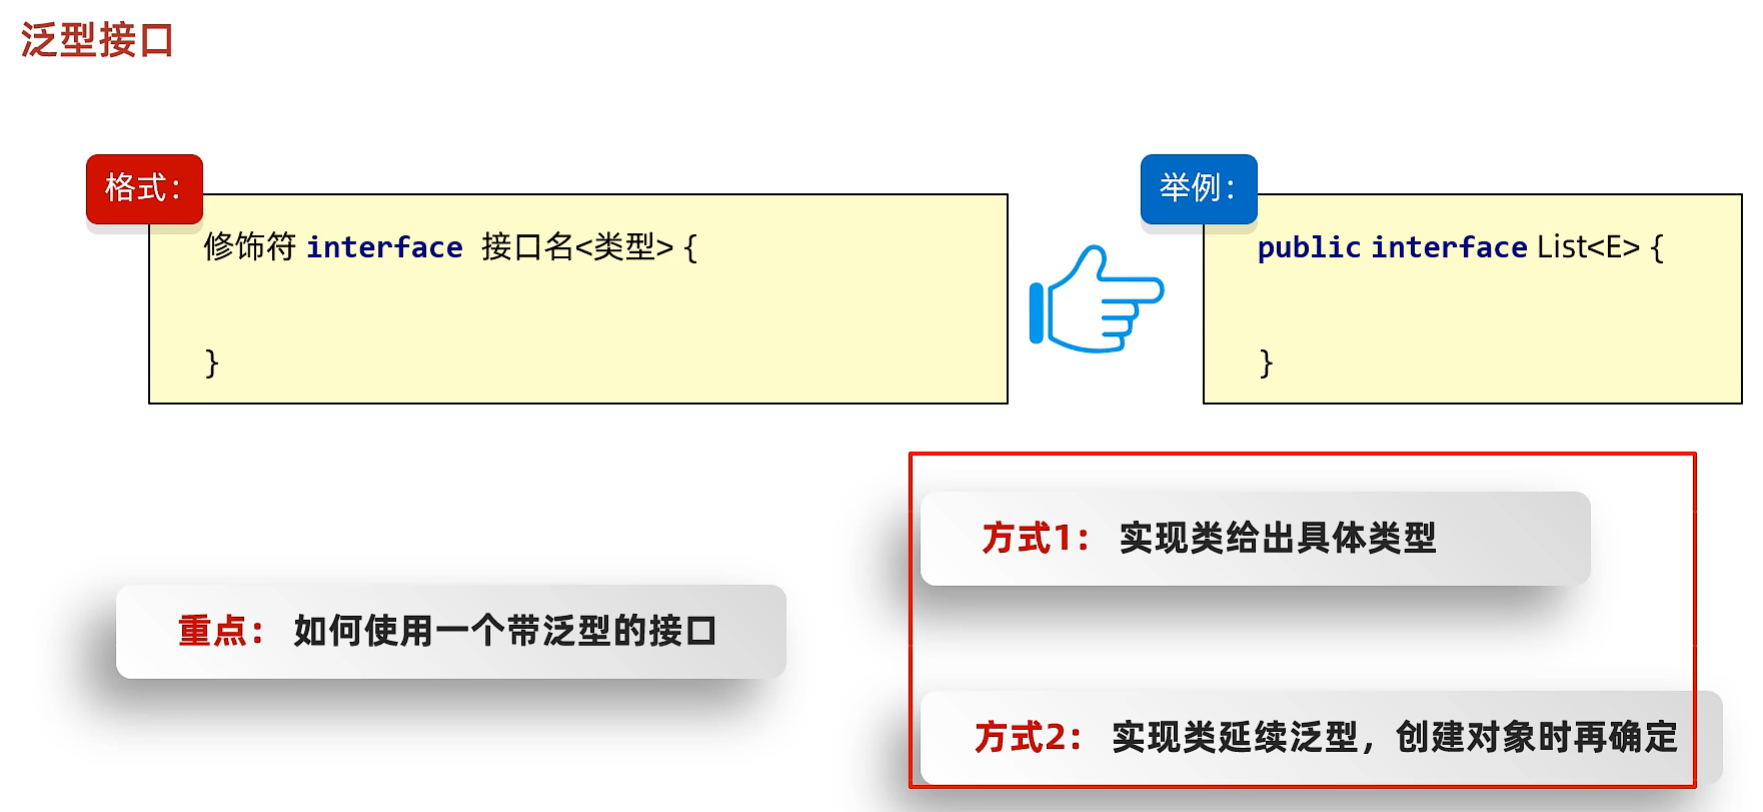 泛型接口
格式：
修饰符 interface 接口名<类型> {
}
举例：
public interface List<E> {
}
重点： 如何使用一个带泛型的接口
方式1： 实现类给出具体类型
方式2： 实现类延续泛型，创建对象时再确定